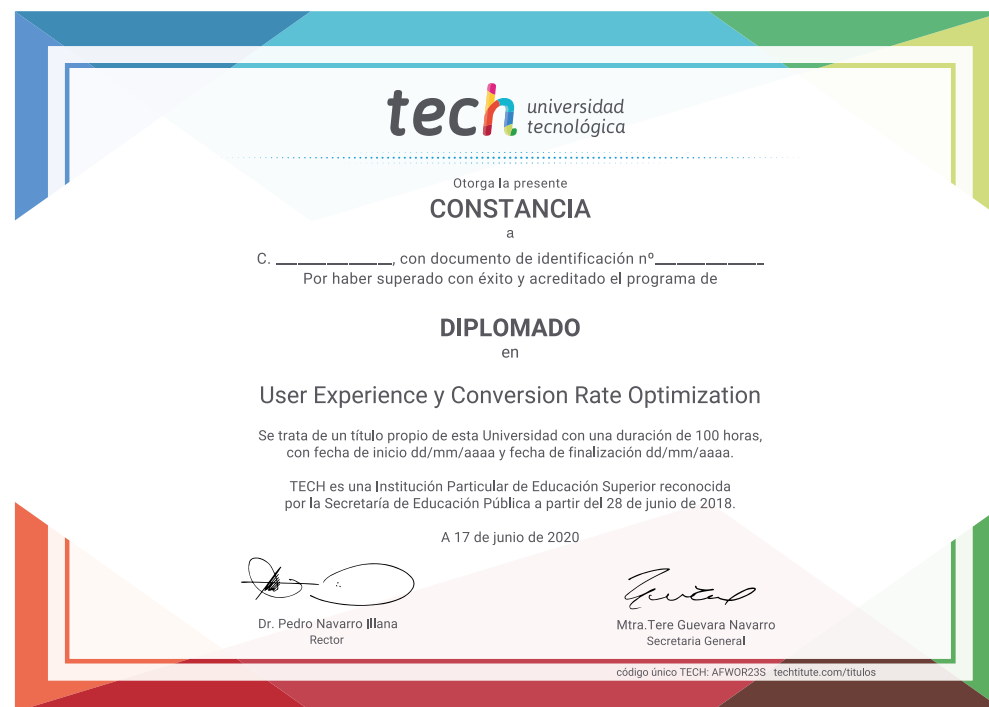 tech universidad
tecnológica
Otorga la presente
CONSTANCIA
a
C. ______________, con documento de identificación nº_____________
Por haber superado con éxito y acreditado el programa de
DIPLOMADO
en
User Experience y Conversion Rate Optimization
Se trata de un título propio de esta Universidad con una duración de 100 horas,
con fecha de inicio dd/mm/aaaa y fecha de finalización dd/mm/aaaa.
TECH es una Institución Particular de Educación Superior reconocida
por la Secretaría de Educación Pública a partir del 28 de junio de 2018.
A 17 de junio de 2020
Dr. Pedro Navarro Illana
Rector
Mtra.Tere Guevara Navarro
Secretaria General
código único TECH: AFWOR23S techtitute.com/titulos